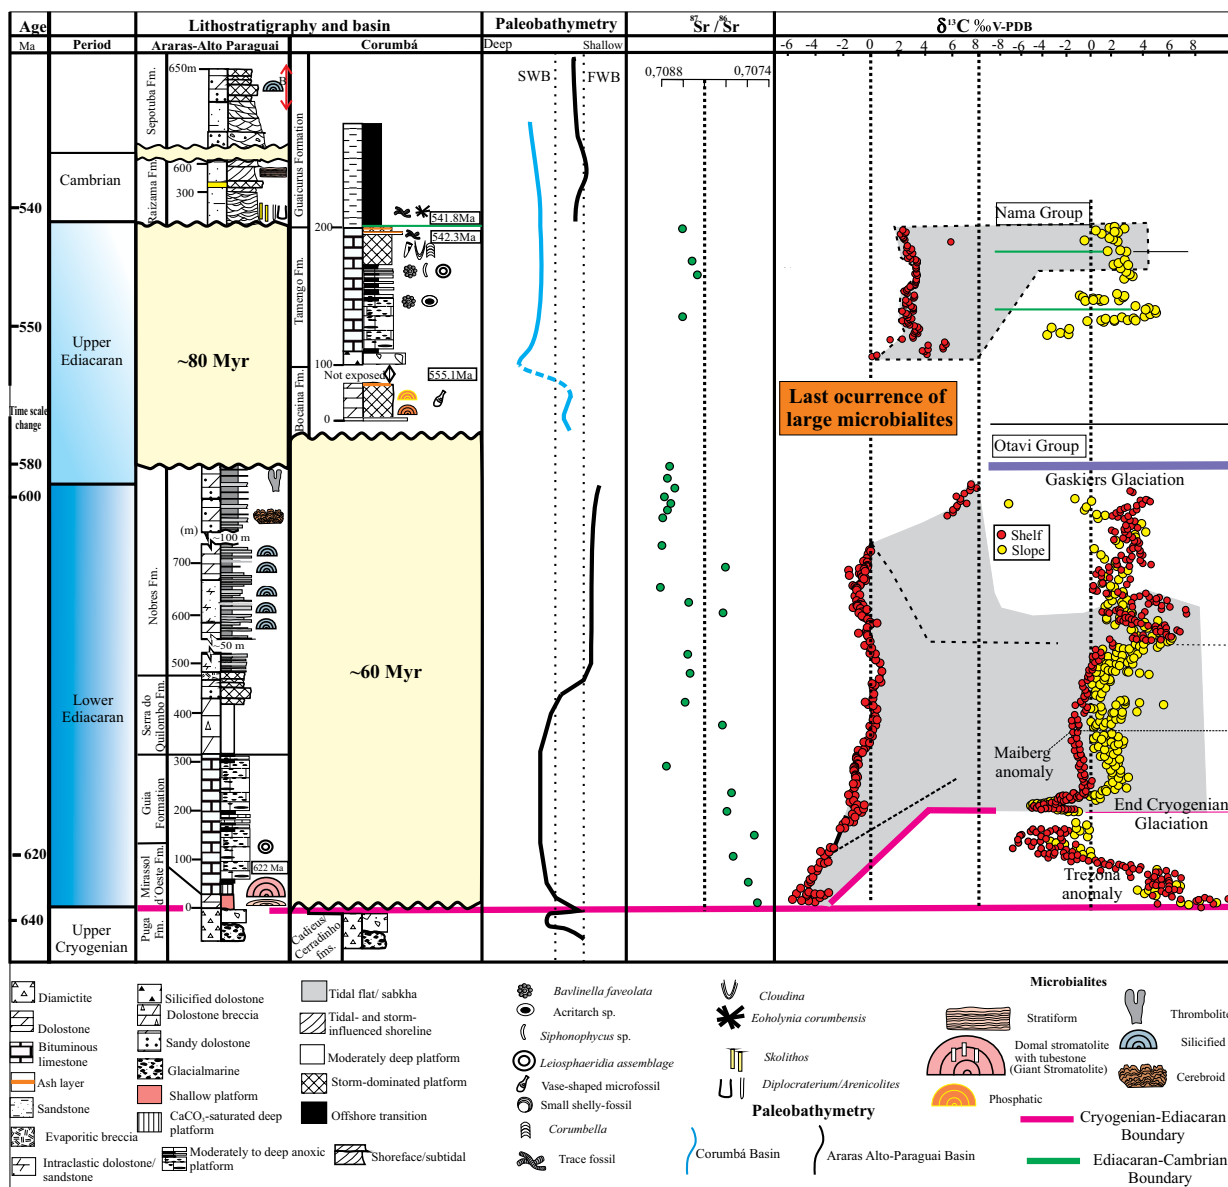 Age
Lithostratigraphy and basin
Paleobathymetry
87Sr /86Sr
δ13C ‰V-PDB
Ma
Period
Araras-Alto Paraguai
Corumbá
Deep
Shallow
-6 -4 -2 0 2 4 6 8
-6 -4 -2 0 2 4 6 8
SWB
FWB
0,7088
0,7074
650m
Sepotuba Fm.
Cambrian
Raizama Fm.
600
300
540
Guaicurus Formation
200
541.8Ma
542.3Ma
Nama Group
Upper
Ediacaran
~80 Myr
550
Tamengo Fm.
100
Not exposed
555.1Ma
Bocaina Fm.
0
Time scale
change
Last ocurrence of
large microbialites
Otavi Group
Gaskiers Glaciation
580
600
(m)
~100 m
700
600
~50 m
500
Nobres Fm.
Shelf
Slope
~60 Myr
Lower
Ediacaran
Serra do
Quilombo Fm.
400
300
Guia
Formation
200
100
Maiberg
anomaly
End Cryogenian
Glaciation
620
Mirassol
d´Oeste Fm.
622 Ma
0
Trezona
anomaly
640
Upper
Cryogenian
Puga
Fm.
Cadieus/
Cerradinho
fms.
Diamictite
Dolostone
Bituminous
limestone
Ash layer
Sandstone
Evaporitic breccia
Intraclastic dolostone/
sandstone
Silicified dolostone
Dolostone breccia
Sandy dolostone
Glacialmarine
Shallow platform
CaCO3-saturated deep
platform
Moderately to deep anoxic
platform
Tidal flat/ sabkha
Tidal- and storm-
influenced shoreline
Moderately deep platform
Storm-dominated platform
Offshore transition
Shoreface/subtidal
Bavlinella faveolata
Acritarch sp.
Siphonophycus sp.
Leiosphaeridia assemblage
Vase-shaped microfossil
Small shelly-fossil
Corumbella
Trace fossil
Cloudina
Eoholynia corumbensis
Skolithos
Diplocraterium/Arenicolites
Paleobathymetry
Corumbá Basin
Araras Alto-Paraguai Basin
Microbialites
Stratiform
Domal stromatolite
with tubestone
(Giant Stromatolite)
Phosphatic
Thrombolite
Silicified
Cerebroid
Cryogenian-Ediacaran
Boundary
Ediacaran-Cambrian
Boundary